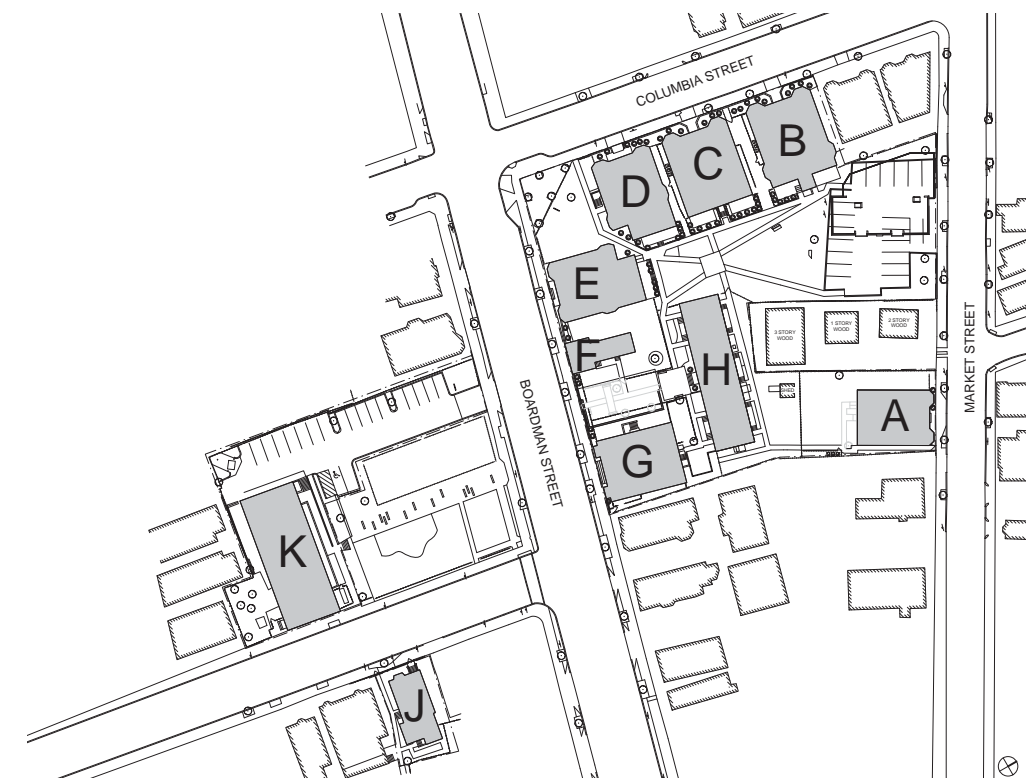 COLUMBIA STREET
B
C
D
E
F
H
3 STORY
WOOD
1 STORY
WOOD
2 STORY
WOOD
MARKET STREET
BOARDMAN STREET
SHED
A
G
K
J